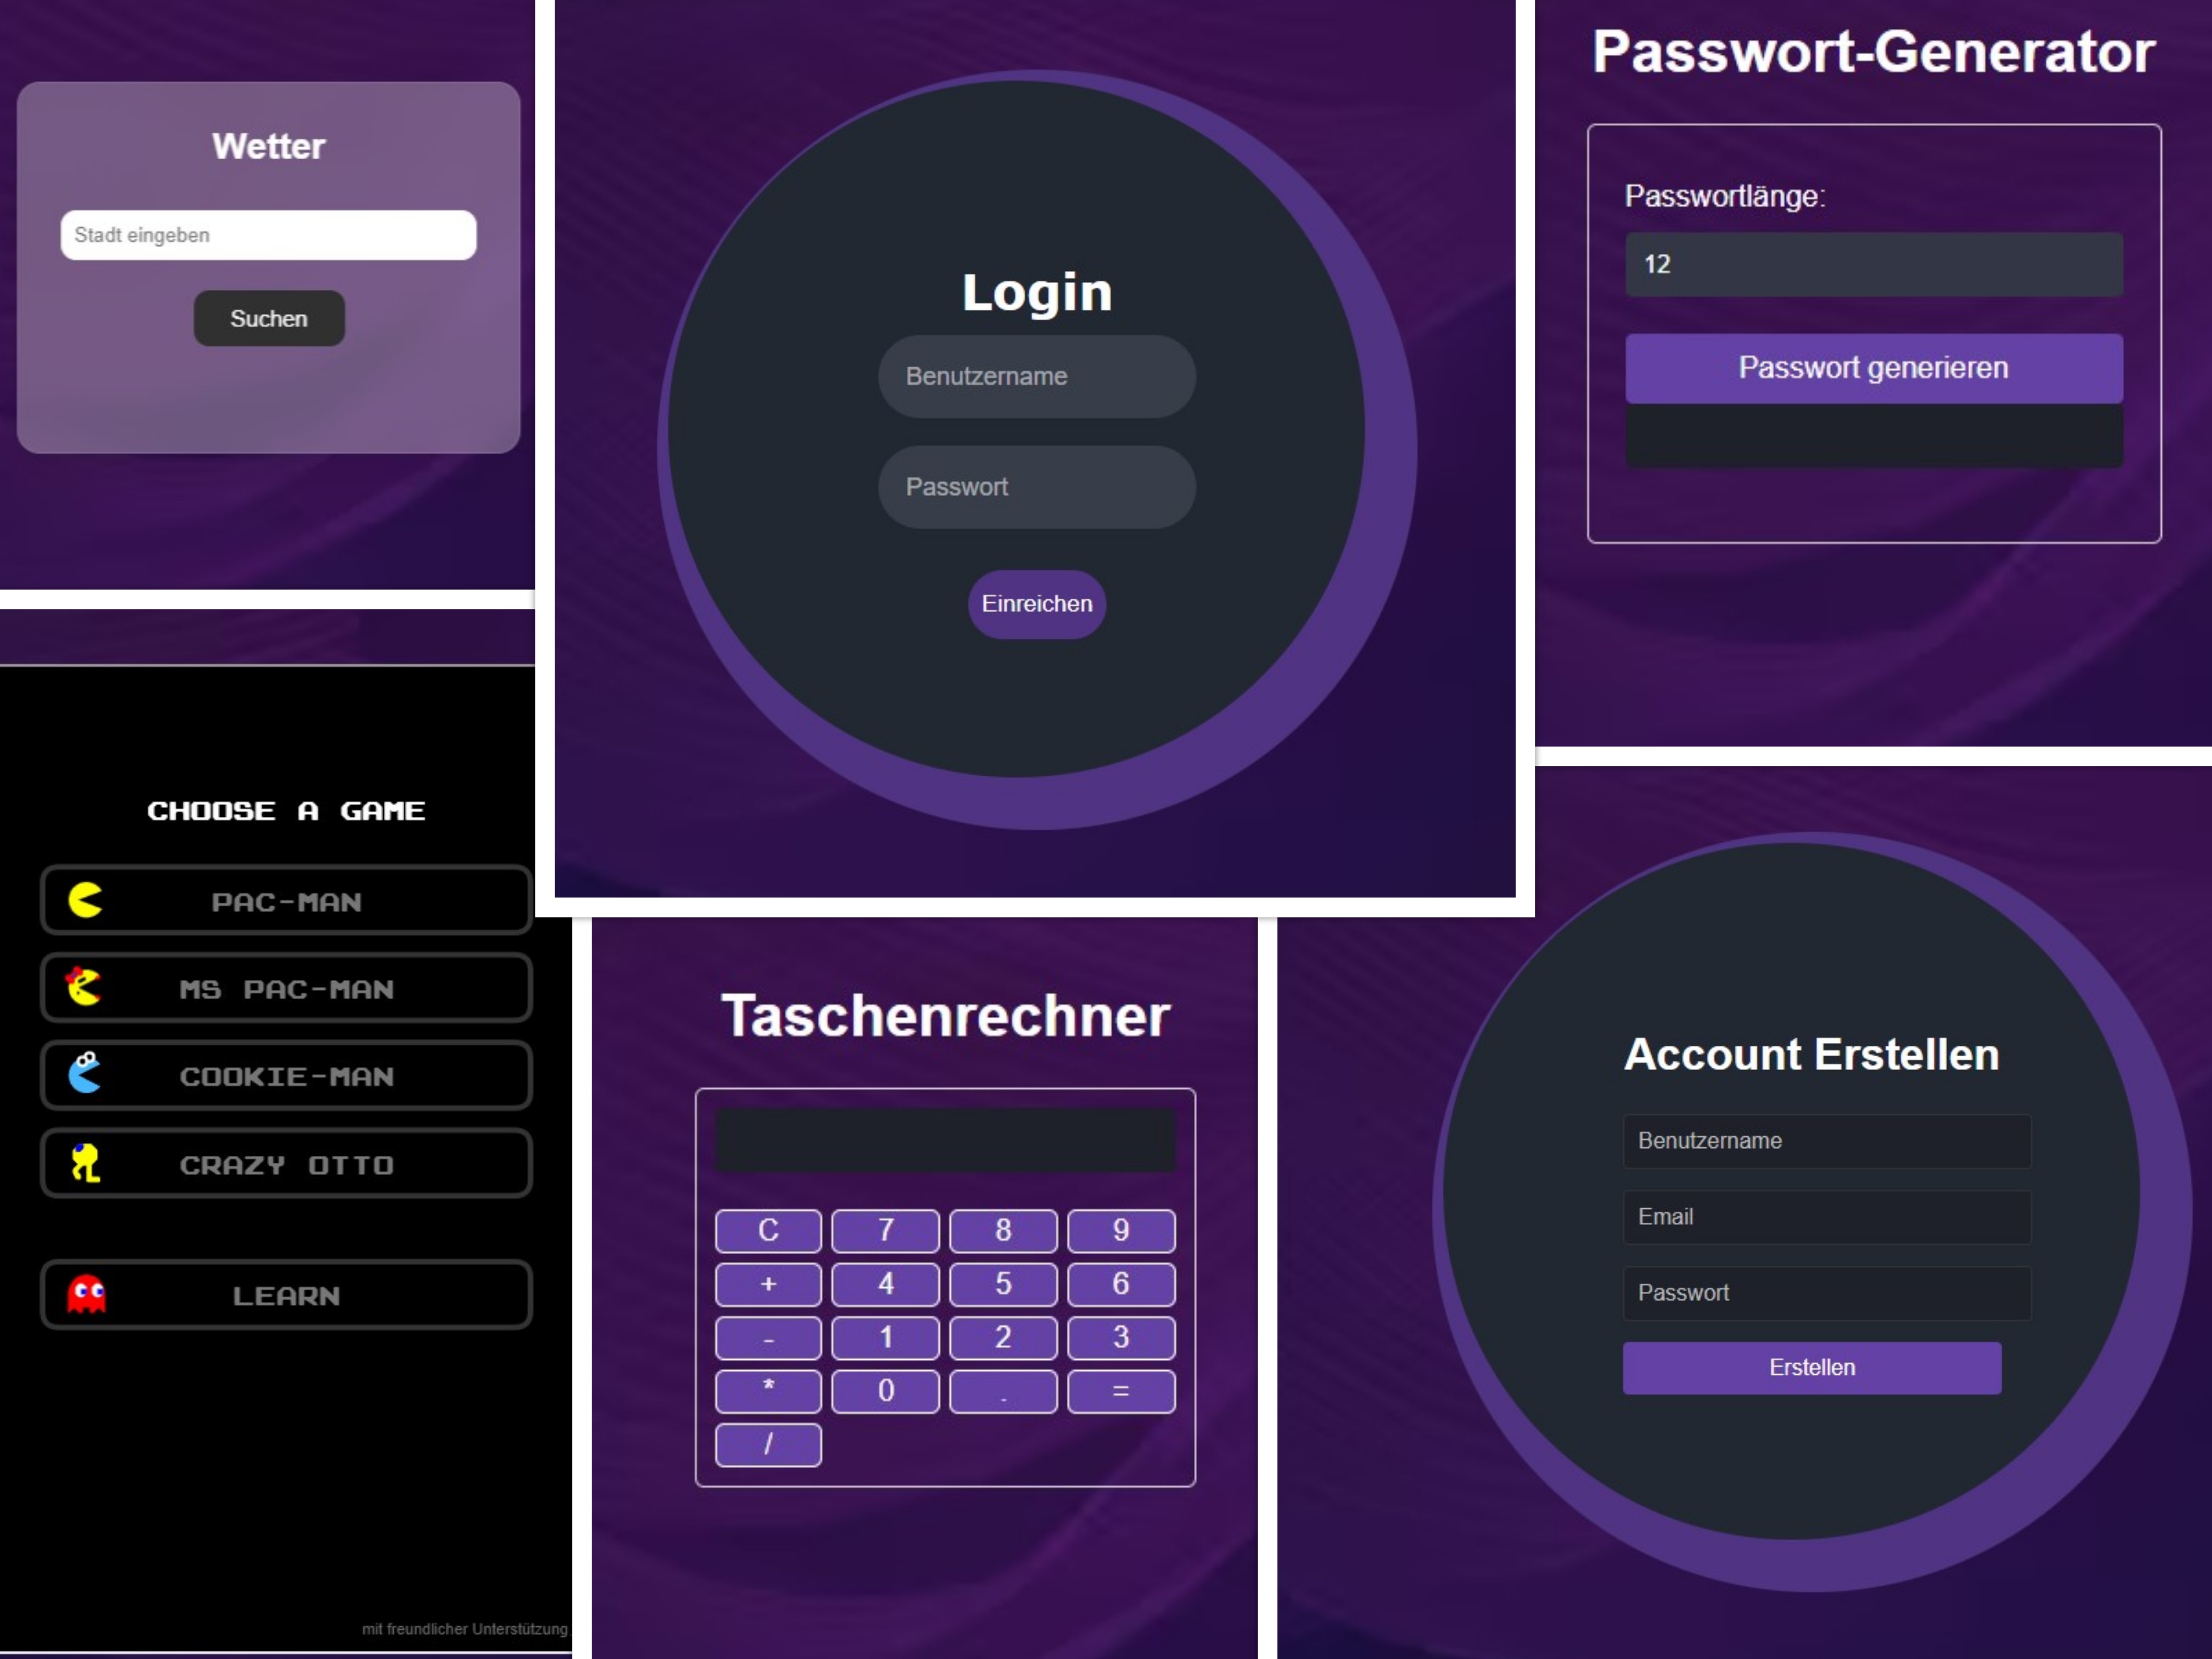 Wetter
Stadt eingeben
Suchen
Login
Benutzername
Passwort
Einreichen
Passwort-Generator
Passwortlänge:
12
Passwort generieren
CHOOSE A GAME
PAC-MAN
MS PAC-MAN
COOKIE-MAN
CRAZY OTTO
LEARN
mit freundlicher Unterstützung
Taschenrechner
C 7 8 9
+ 4 5 6
- 1 2 3
* 0 . =
/
Account Erstellen
Benutzername
Email
Passwort
Erstellen